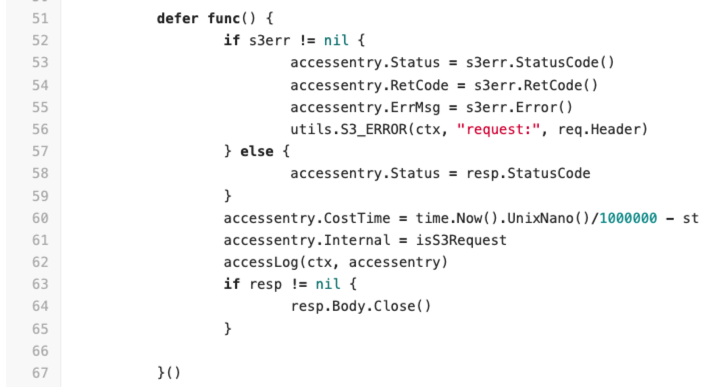 51 defer func() {
52 if s3err != nil {
53 accessentry.Status = s3err.StatusCode()
54 accessentry.RetCode = s3err.RetCode()
55 accessentry.ErrMsg = s3err.Error()
56 utils.S3_ERROR(ctx, "request:", req.Header)
57 } else {
58 accessentry.Status = resp.StatusCode
59 }
60 accessentry.CostTime = time.Now().UnixNano()/1000000 - st
61 accessentry.Internal = isS3Request
62 accessLog(ctx, accessentry)
63 if resp != nil {
64 resp.Body.Close()
65 }
66
67 }()